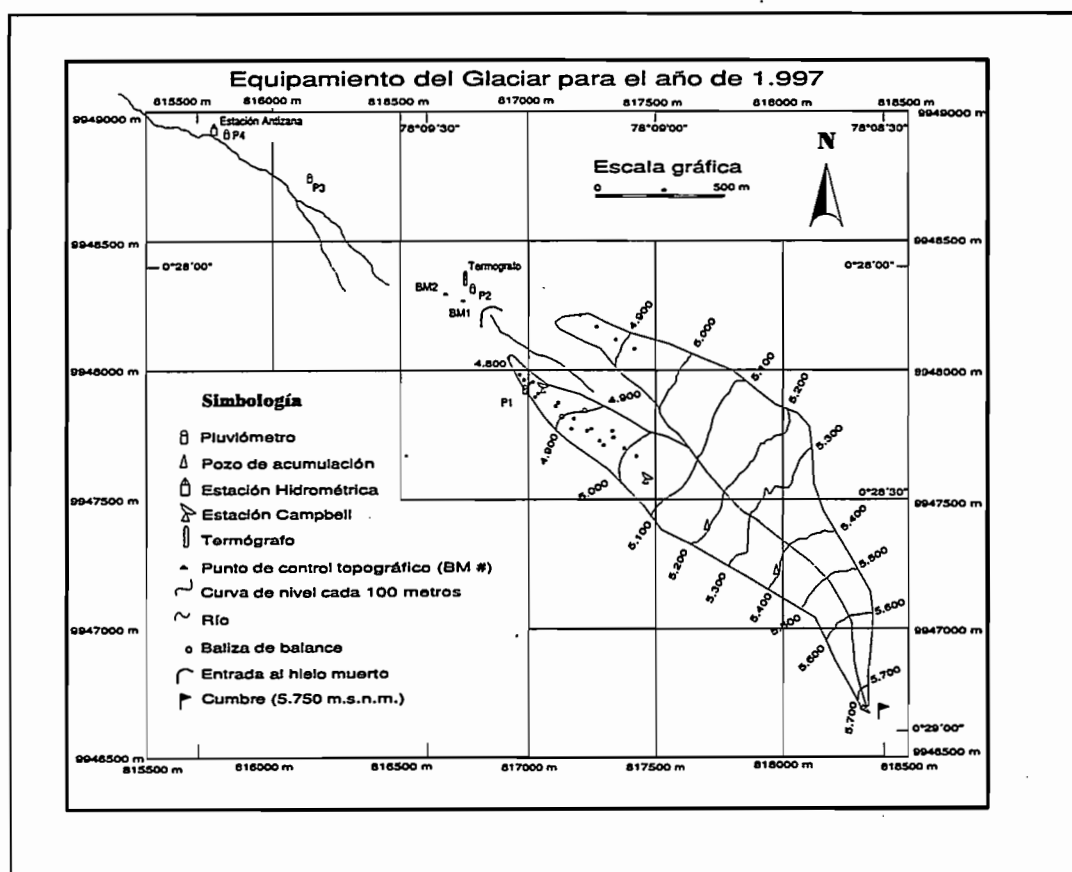 Equipamiento del Glaciar para el año de 1.997
815500 m 816000 m 816500 m 817000 m 817500 m 818000 m 818500 m
78°09'30" 78°09'00" 78°08'30"
9949000 m 9949000 m
Estación Antizana
P4
P3
N
Escala gráfica
0 500 m
9948500 m 9948500 m
0°28'00" 0°28'00"
Termografo
BM2 P2
BM1
4.900
5.000
5.100
5.200
5.300
4.800
9948000 m 9948000 m
P1
4.900
4.900
5.000
5.100
5.200
5.300
5.400
5.500
5.600
5.700
5.400
5.500
5.600
5.700
9947500 m 9947500 m
0°28'30"
9947000 m 9947000 m
0°29'00"
9946500 m 9946500 m
815500 m 816000 m 816500 m 817000 m 817500 m 818000 m 818500 m
Simbología
Pluviómetro
Pozo de acumulación
Estación Hidrométrica
Estación Campbell
Termógrafo
Punto de control topográfico (BM #)
Curva de nivel cada 100 metros
Río
Baliza de balance
Entrada al hielo muerto
Cumbre (5.750 m.s.n.m.)